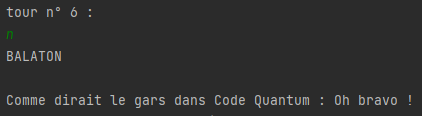 tour n° 6 :
n
BALATON
Comme dirait le gars dans Code Quantum : Oh bravo !